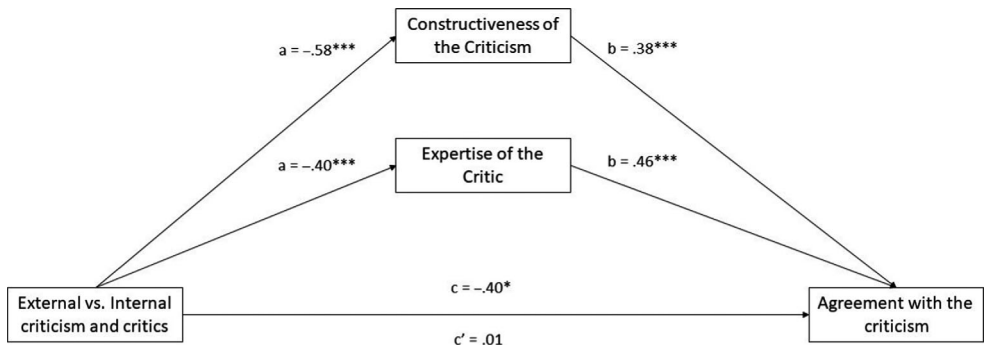 Constructiveness of
the Criticism
a = –.58***
b = .38***
Expertise of the
Critic
a = –.40***
b = .46***
External vs. Internal
criticism and critics
c = –.40*
c' = .01
Agreement with the
criticism